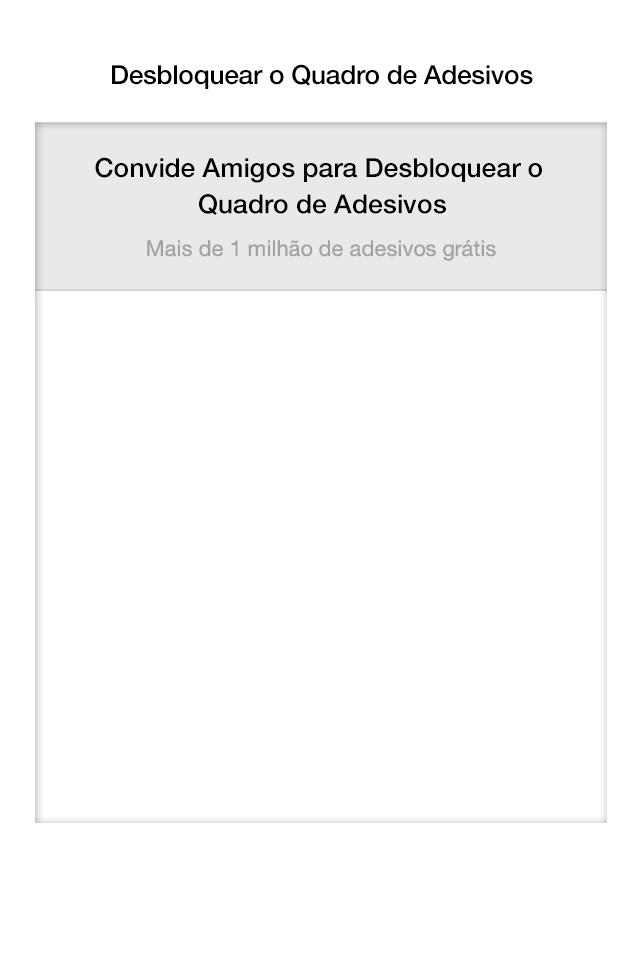 Desbloquear o Quadro de Adesivos
Convide Amigos para Desbloquear o
Quadro de Adesivos
Mais de 1 milhão de adesivos grátis